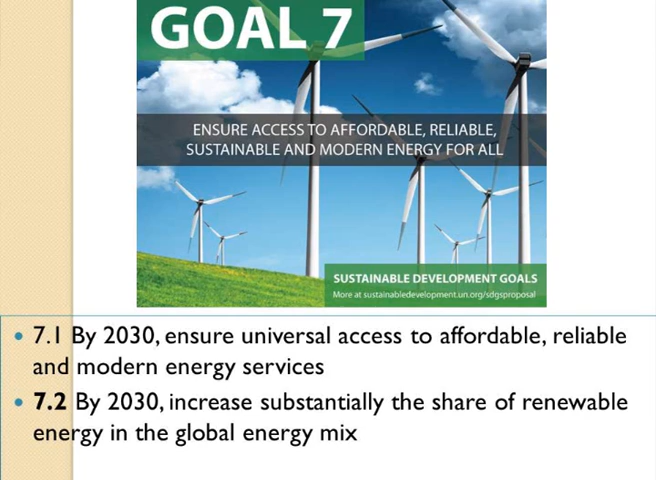 GOAL 7
ENSURE ACCESS TO AFFORDABLE, RELIABLE,
SUSTAINABLE AND MODERN ENERGY FOR ALL
SUSTAINABLE DEVELOPMENT GOALS
More at sustainabledevelopment.un.org/sdgsproposal
• 7.1 By 2030, ensure universal access to affordable, reliable
and modern energy services
• 7.2 By 2030, increase substantially the share of renewable
energy in the global energy mix